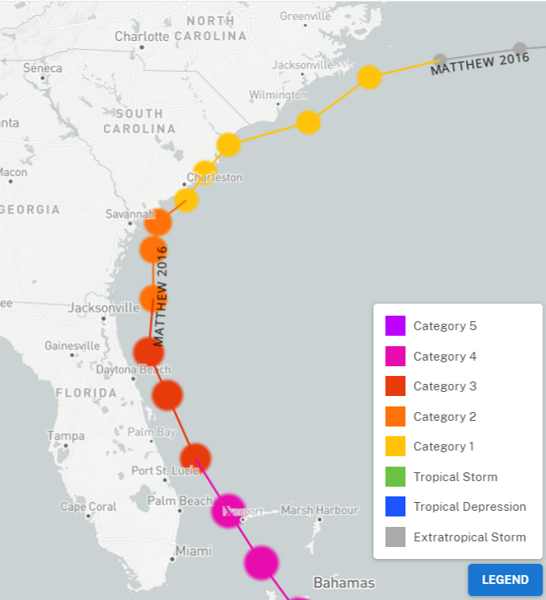 NORTH
CAROLINA
Greenville
Charlotte
Seneca
Jacksonville
MATTHEW 2016
Wilmington
SOUTH
CAROLINA
nta
Macon
Charleston
GEORGIA
Savannah
MATTHEW 2016
ee
Jacksonville
Gainesville
Daytona Beach
FLORIDA
Palm Bay
Tampa
Port St. Lucie
Cape Coral
Palm Beach
Marsh Harbour
Miami
Bahamas
Category 5
Category 4
Category 3
Category 2
Category 1
Tropical Storm
Tropical Depression
Extratropical Storm
LEGEND